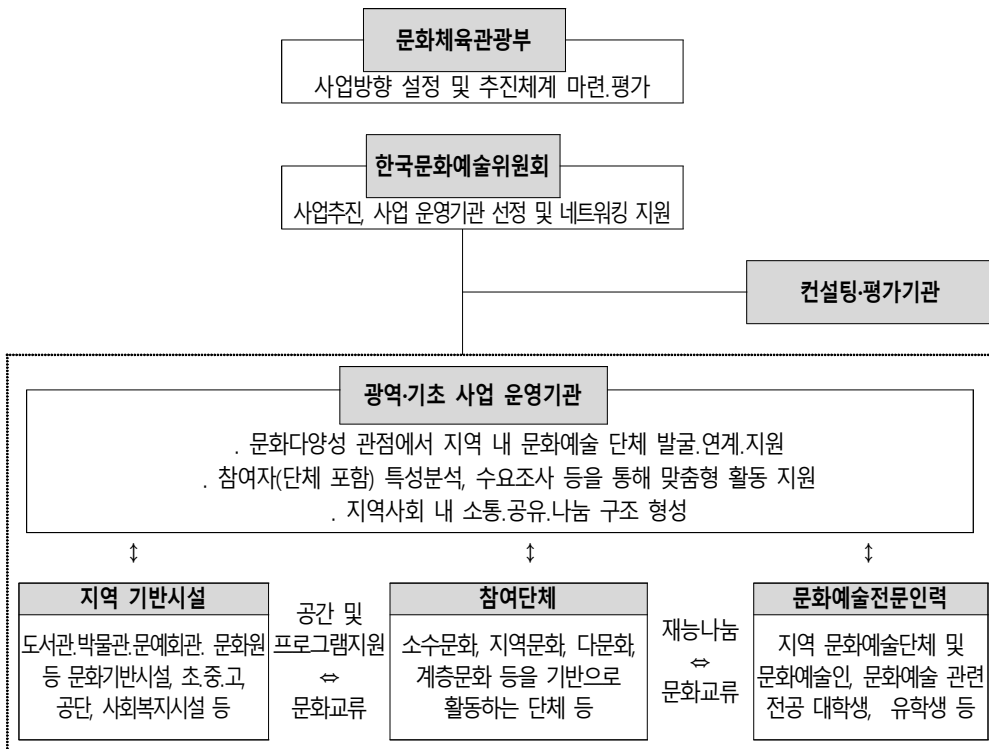 문화체육관광부
사업방향 설정 및 추진체계 마련.평가
한국문화예술위원회
사업추진, 사업 운영기관 선정 및 네트워킹 지원
컨설팅·평가기관
광역·기초 사업 운영기관
. 문화다양성 관점에서 지역 내 문화예술 단체 발굴.연계.지원
. 참여자(단체 포함) 특성분석, 수요조사 등을 통해 맞춤형 활동 지원
. 지역사회 내 소통.공유.나눔 구조 형성
↕ ↕ ↕
지역 기반시설
도서관.박물관.문예회관. 문화원
등 문화기반시설, 초.중.고,
공단, 사회복지시설 등
공간 및
프로그램지원
⇔
문화교류
참여단체
소수문화, 지역문화, 다문화,
계층문화 등을 기반으로
활동하는 단체 등
재능나눔
⇔
문화교류
문화예술전문인력
지역 문화예술단체 및
문화예술인, 문화예술 관련
전공 대학생, 유학생 등